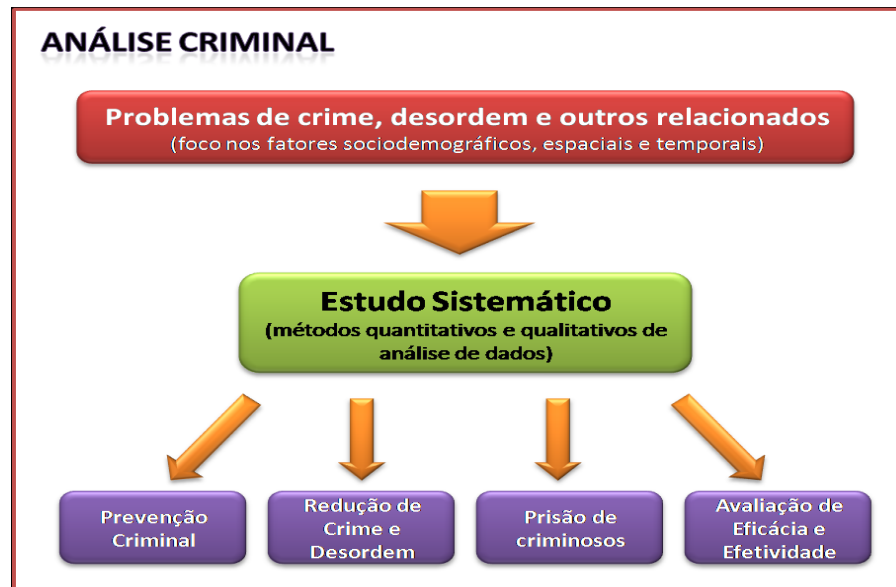 ANÁLISE CRIMINAL
Problemas de crime, desordem e outros relacionados
(foco nos fatores sociodemográficos, espaciais e temporais)
Estudo Sistemático
(métodos quantitativos e qualitativos de
análise de dados)
Prevenção
Criminal
Redução de
Crime e
Desordem
Prisão de
criminosos
Avaliação de
Eficácia e
Efetividade